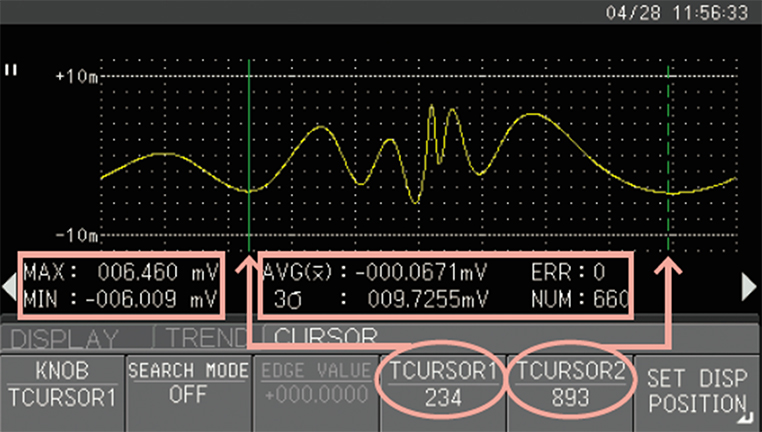 04/28 11:56:33
+10m
-10m
MAX: 006.460 mV
MIN :-006.009 mV
AVG(x̅):-000.0671mV ERR:0
3σ : 009.7255mV NUM:660
DISPLAY TREND CURSOR
KNOB
TCURSOR1
SEARCH MODE
OFF
EDGE VALUE
+000.0000
TCURSOR1
234
TCURSOR2
893
SET DISP
POSITION